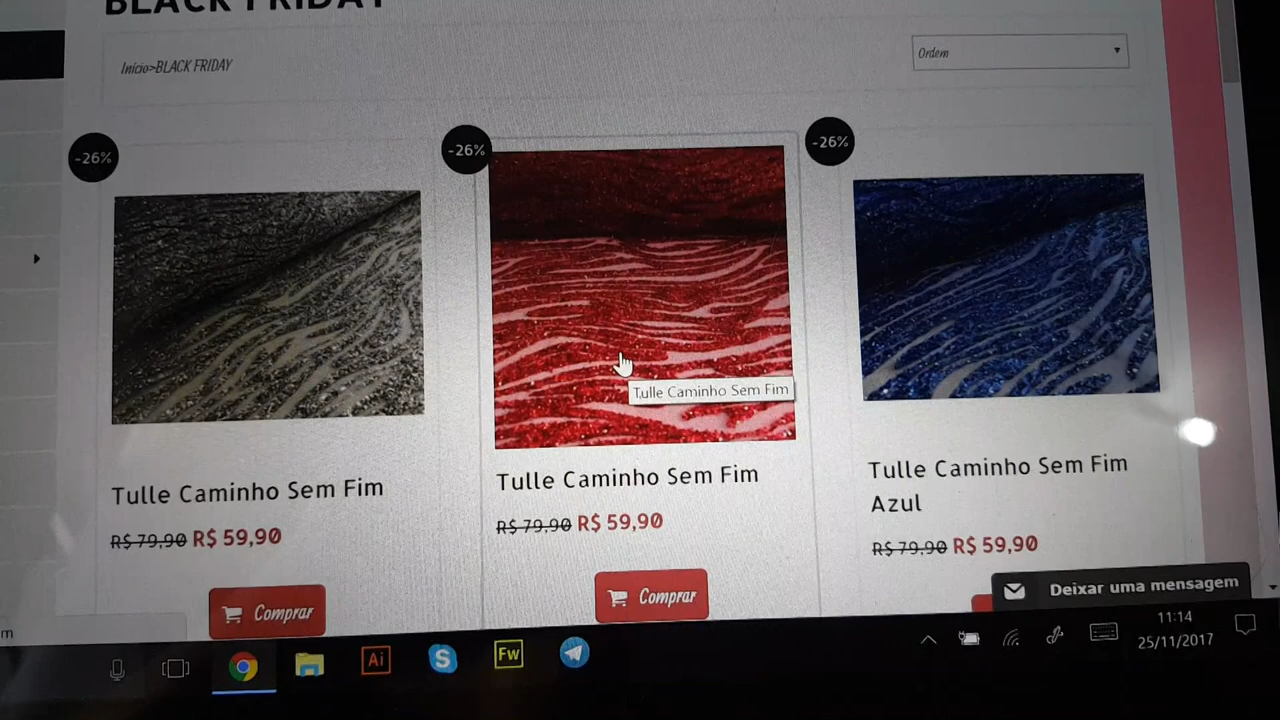 BLACK FRIDAY
Início>BLACK FRIDAY
Ordem
-26%
-26%
-26%
Tulle Caminho Sem Fim
Tulle Caminho Sem Fim
R$ 79,90 R$ 59,90
Comprar
Tulle Caminho Sem Fim
R$ 79,90 R$ 59,90
Comprar
Tulle Caminho Sem Fim
Azul
R$ 79,90 R$ 59,90
Deixar uma mensagem
m
Ai
S
Fw
11:14
25/11/2017